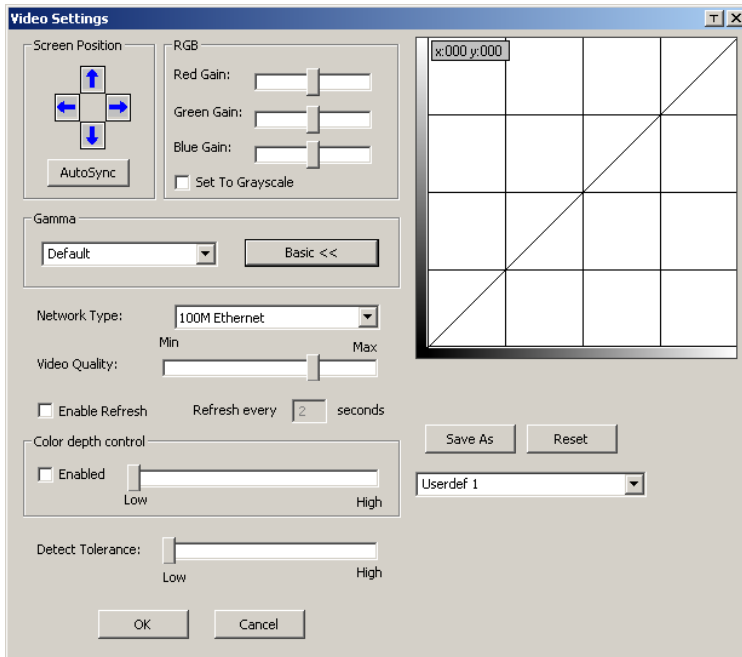 Video Settings
Screen Position
AutoSync
RGB
Red Gain:
Green Gain:
Blue Gain:
Set To Grayscale
Gamma
Default
Basic <<
Network Type:
100M Ethernet
Video Quality:
Min
Max
Enable Refresh
Refresh every 2 seconds
Color depth control
Enabled
Low
High
Detect Tolerance:
Low
High
OK
Cancel
x:000 y:000
Save As
Reset
Userdef 1